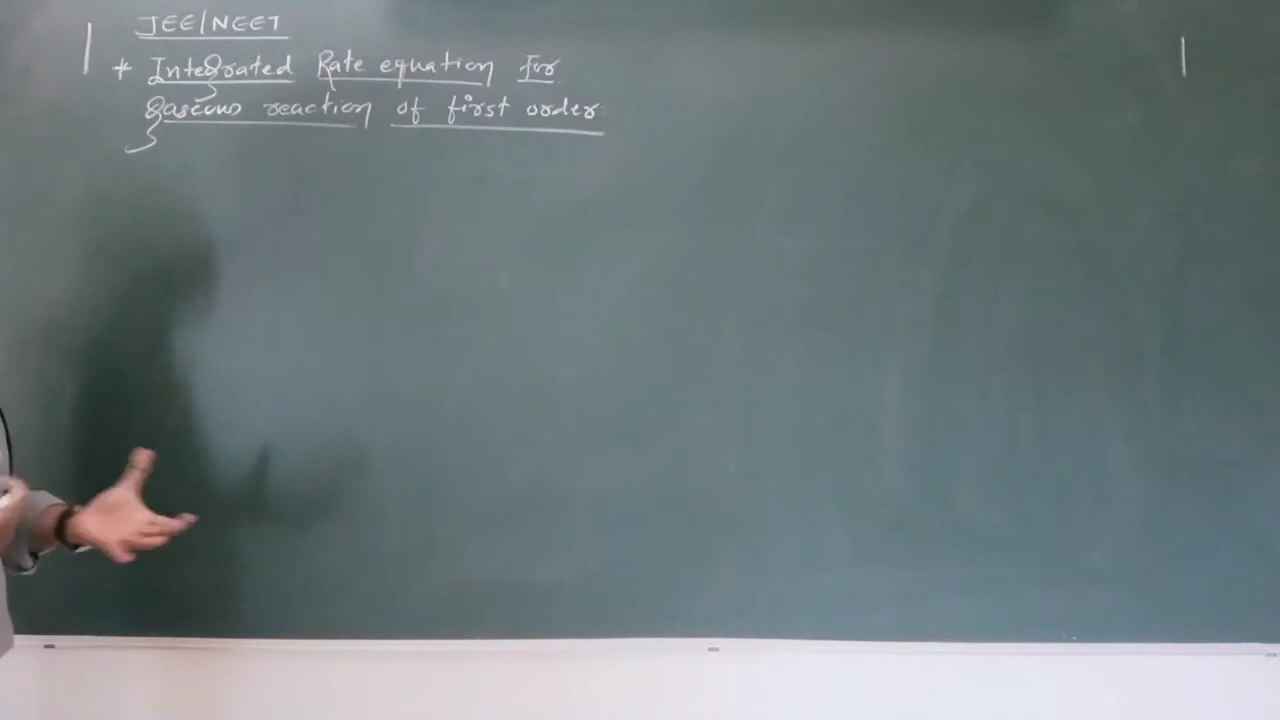 JEE/NEET
* Integrated Rate equation for
gaseous reaction of first order.